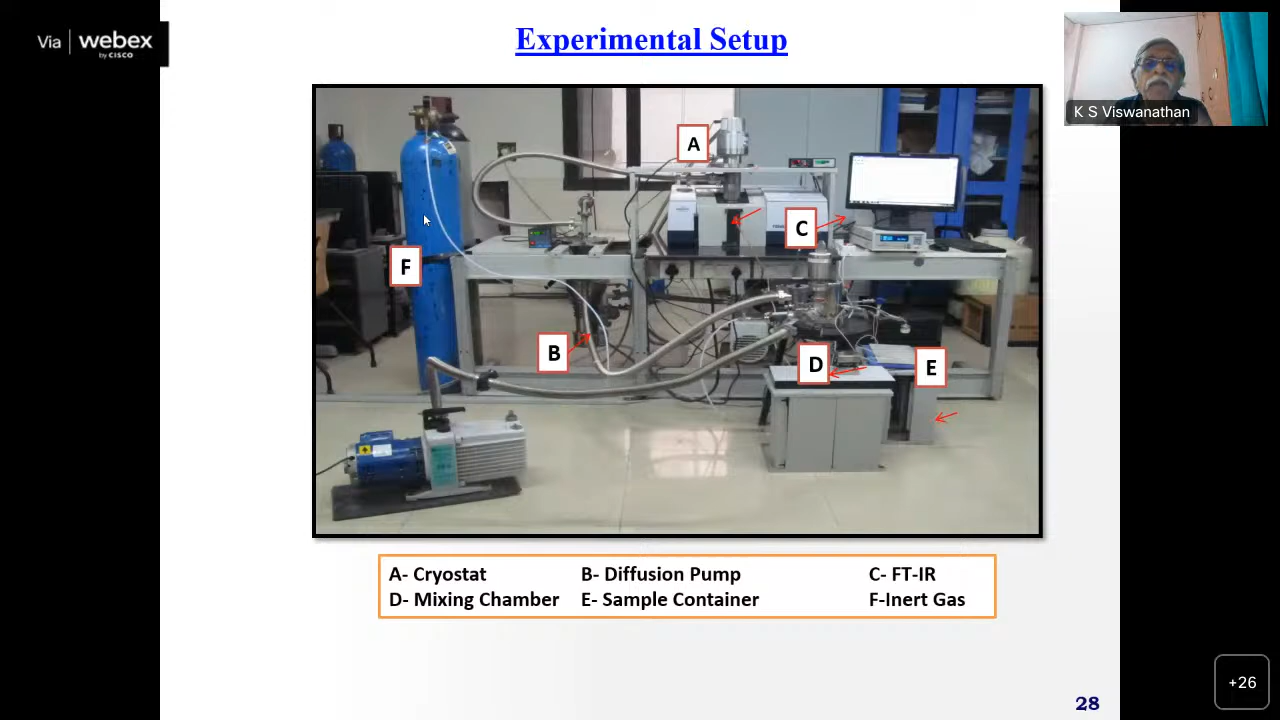 Via webex
by CISCO
Experimental Setup
K S Viswanathan
A
C
F
B
D
E
A- Cryostat B- Diffusion Pump C- FT-IR
D- Mixing Chamber E- Sample Container F-Inert Gas
28
+26